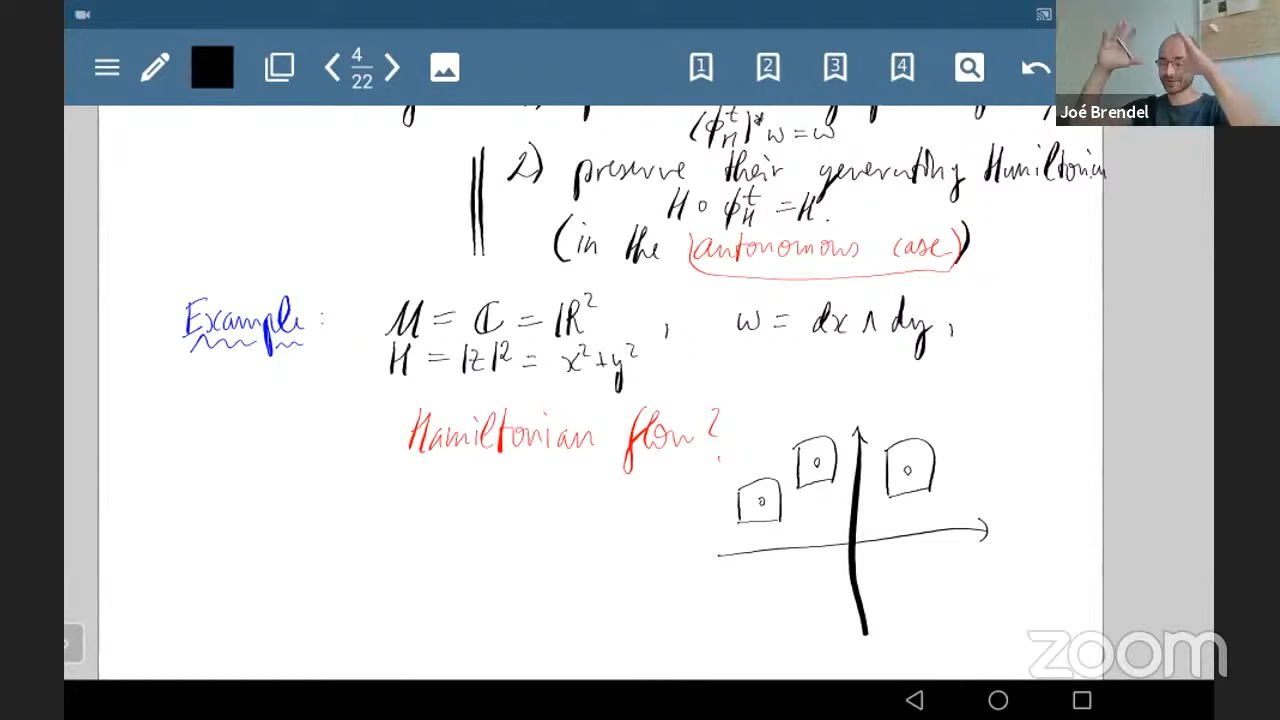 4
22
1 2 3 4
Joé Brendel
(ϕ_H^t)^* ω = ω
2) preserve their generating Hamiltonian
H ∘ ϕ_H^t = H.
(in the autonomous case)
Example: M = ℂ = ℝ², ω = dx ∧ dy,
H = |z|² = x² + y²
Hamiltonian flow?
zoom